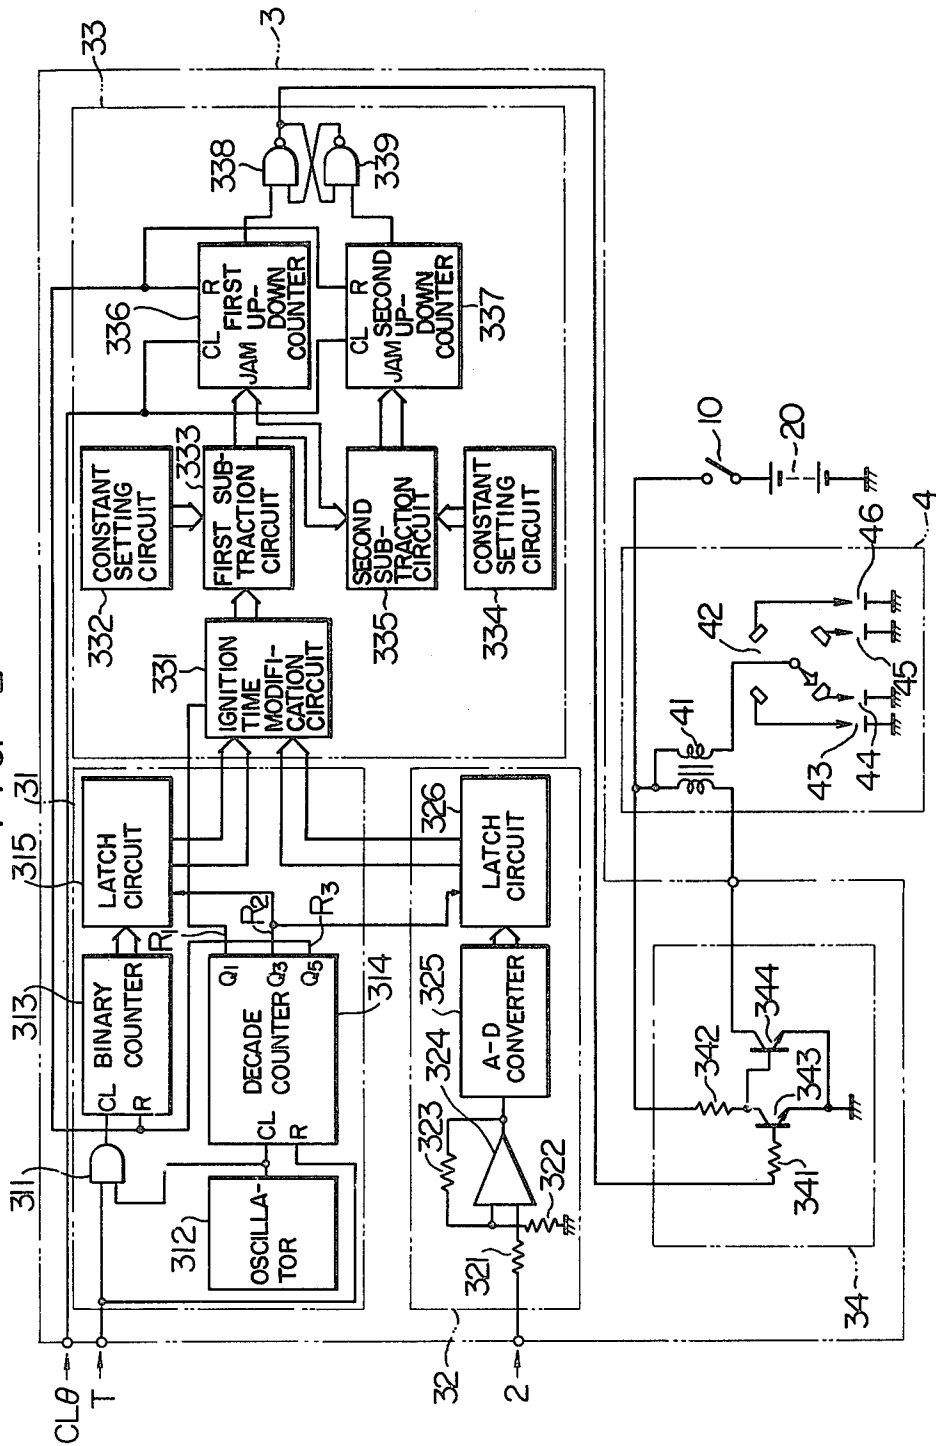 CLθ
T
2
3
33
31
32
34
4
311
312
OSCILLA-
TOR
313
CL
R
BINARY
COUNTER
314
CL
R
DECADE
COUNTER
Q1
Q3
Q5
R1
R2
R3
315
LATCH
CIRCUIT
321
322
323
324
325
A-D
CONVERTER
326
LATCH
CIRCUIT
331
IGNITION
TIME
MODIFI-
CATION
CIRCUIT
332
CONSTANT
SETTING
CIRCUIT
333
FIRST SUB-
TRACTION
CIRCUIT
334
CONSTANT
SETTING
CIRCUIT
335
SECOND
SUB-
TRACTION
CIRCUIT
336
CL
R
JAM
FIRST
UP-
DOWN
COUNTER
337
CL
R
JAM
SECOND
UP-
DOWN
COUNTER
338
339
341
342
343
344
41
42
43
44
45
46
10
20